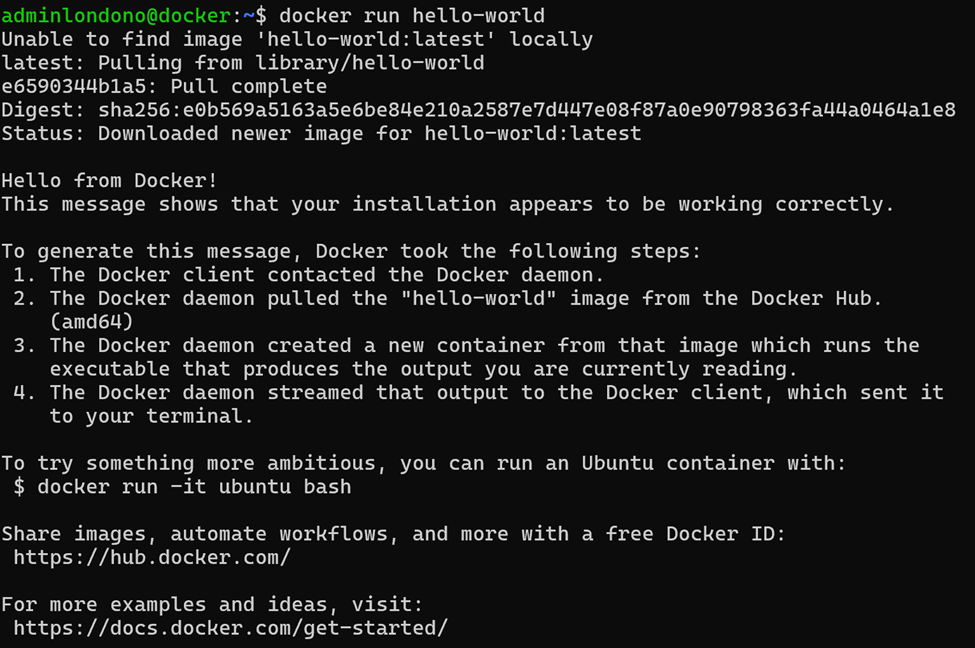 adminlondono@docker:~$ docker run hello-world
Unable to find image 'hello-world:latest' locally
latest: Pulling from library/hello-world
e6590344b1a5: Pull complete
Digest: sha256:e0b569a5163a5e6be84e210a2587e7d447e08f87a0e90798363fa44a0464a1e8
Status: Downloaded newer image for hello-world:latest

Hello from Docker!
This message shows that your installation appears to be working correctly.

To generate this message, Docker took the following steps:
 1. The Docker client contacted the Docker daemon.
 2. The Docker daemon pulled the "hello-world" image from the Docker Hub.
    (amd64)
 3. The Docker daemon created a new container from that image which runs the
    executable that produces the output you are currently reading.
 4. The Docker daemon streamed that output to the Docker client, which sent it
    to your terminal.

To try something more ambitious, you can run an Ubuntu container with:
 $ docker run -it ubuntu bash

Share images, automate workflows, and more with a free Docker ID:
 https://hub.docker.com/

For more examples and ideas, visit:
 https://docs.docker.com/get-started/